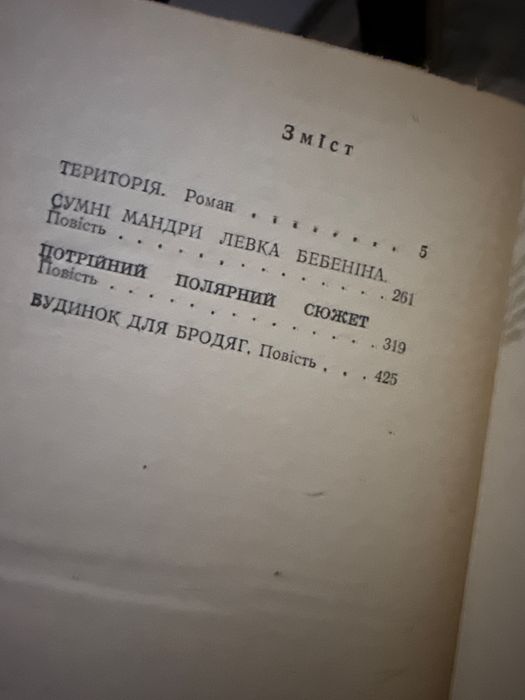 Зміст
ТЕРИТОРІЯ. Роман . . . . . . . . 5
СУМНІ МАНДРИ ЛЕВКА БЕБЕНІНА.
Повість . . . . . . . . . . . . . 261
ПОТРІЙНИЙ ПОЛЯРНИЙ СЮЖЕТ
Повість . . . . . . . . . . . . . 319
БУДИНОК ДЛЯ БРОДЯГ. Повість . . . 425